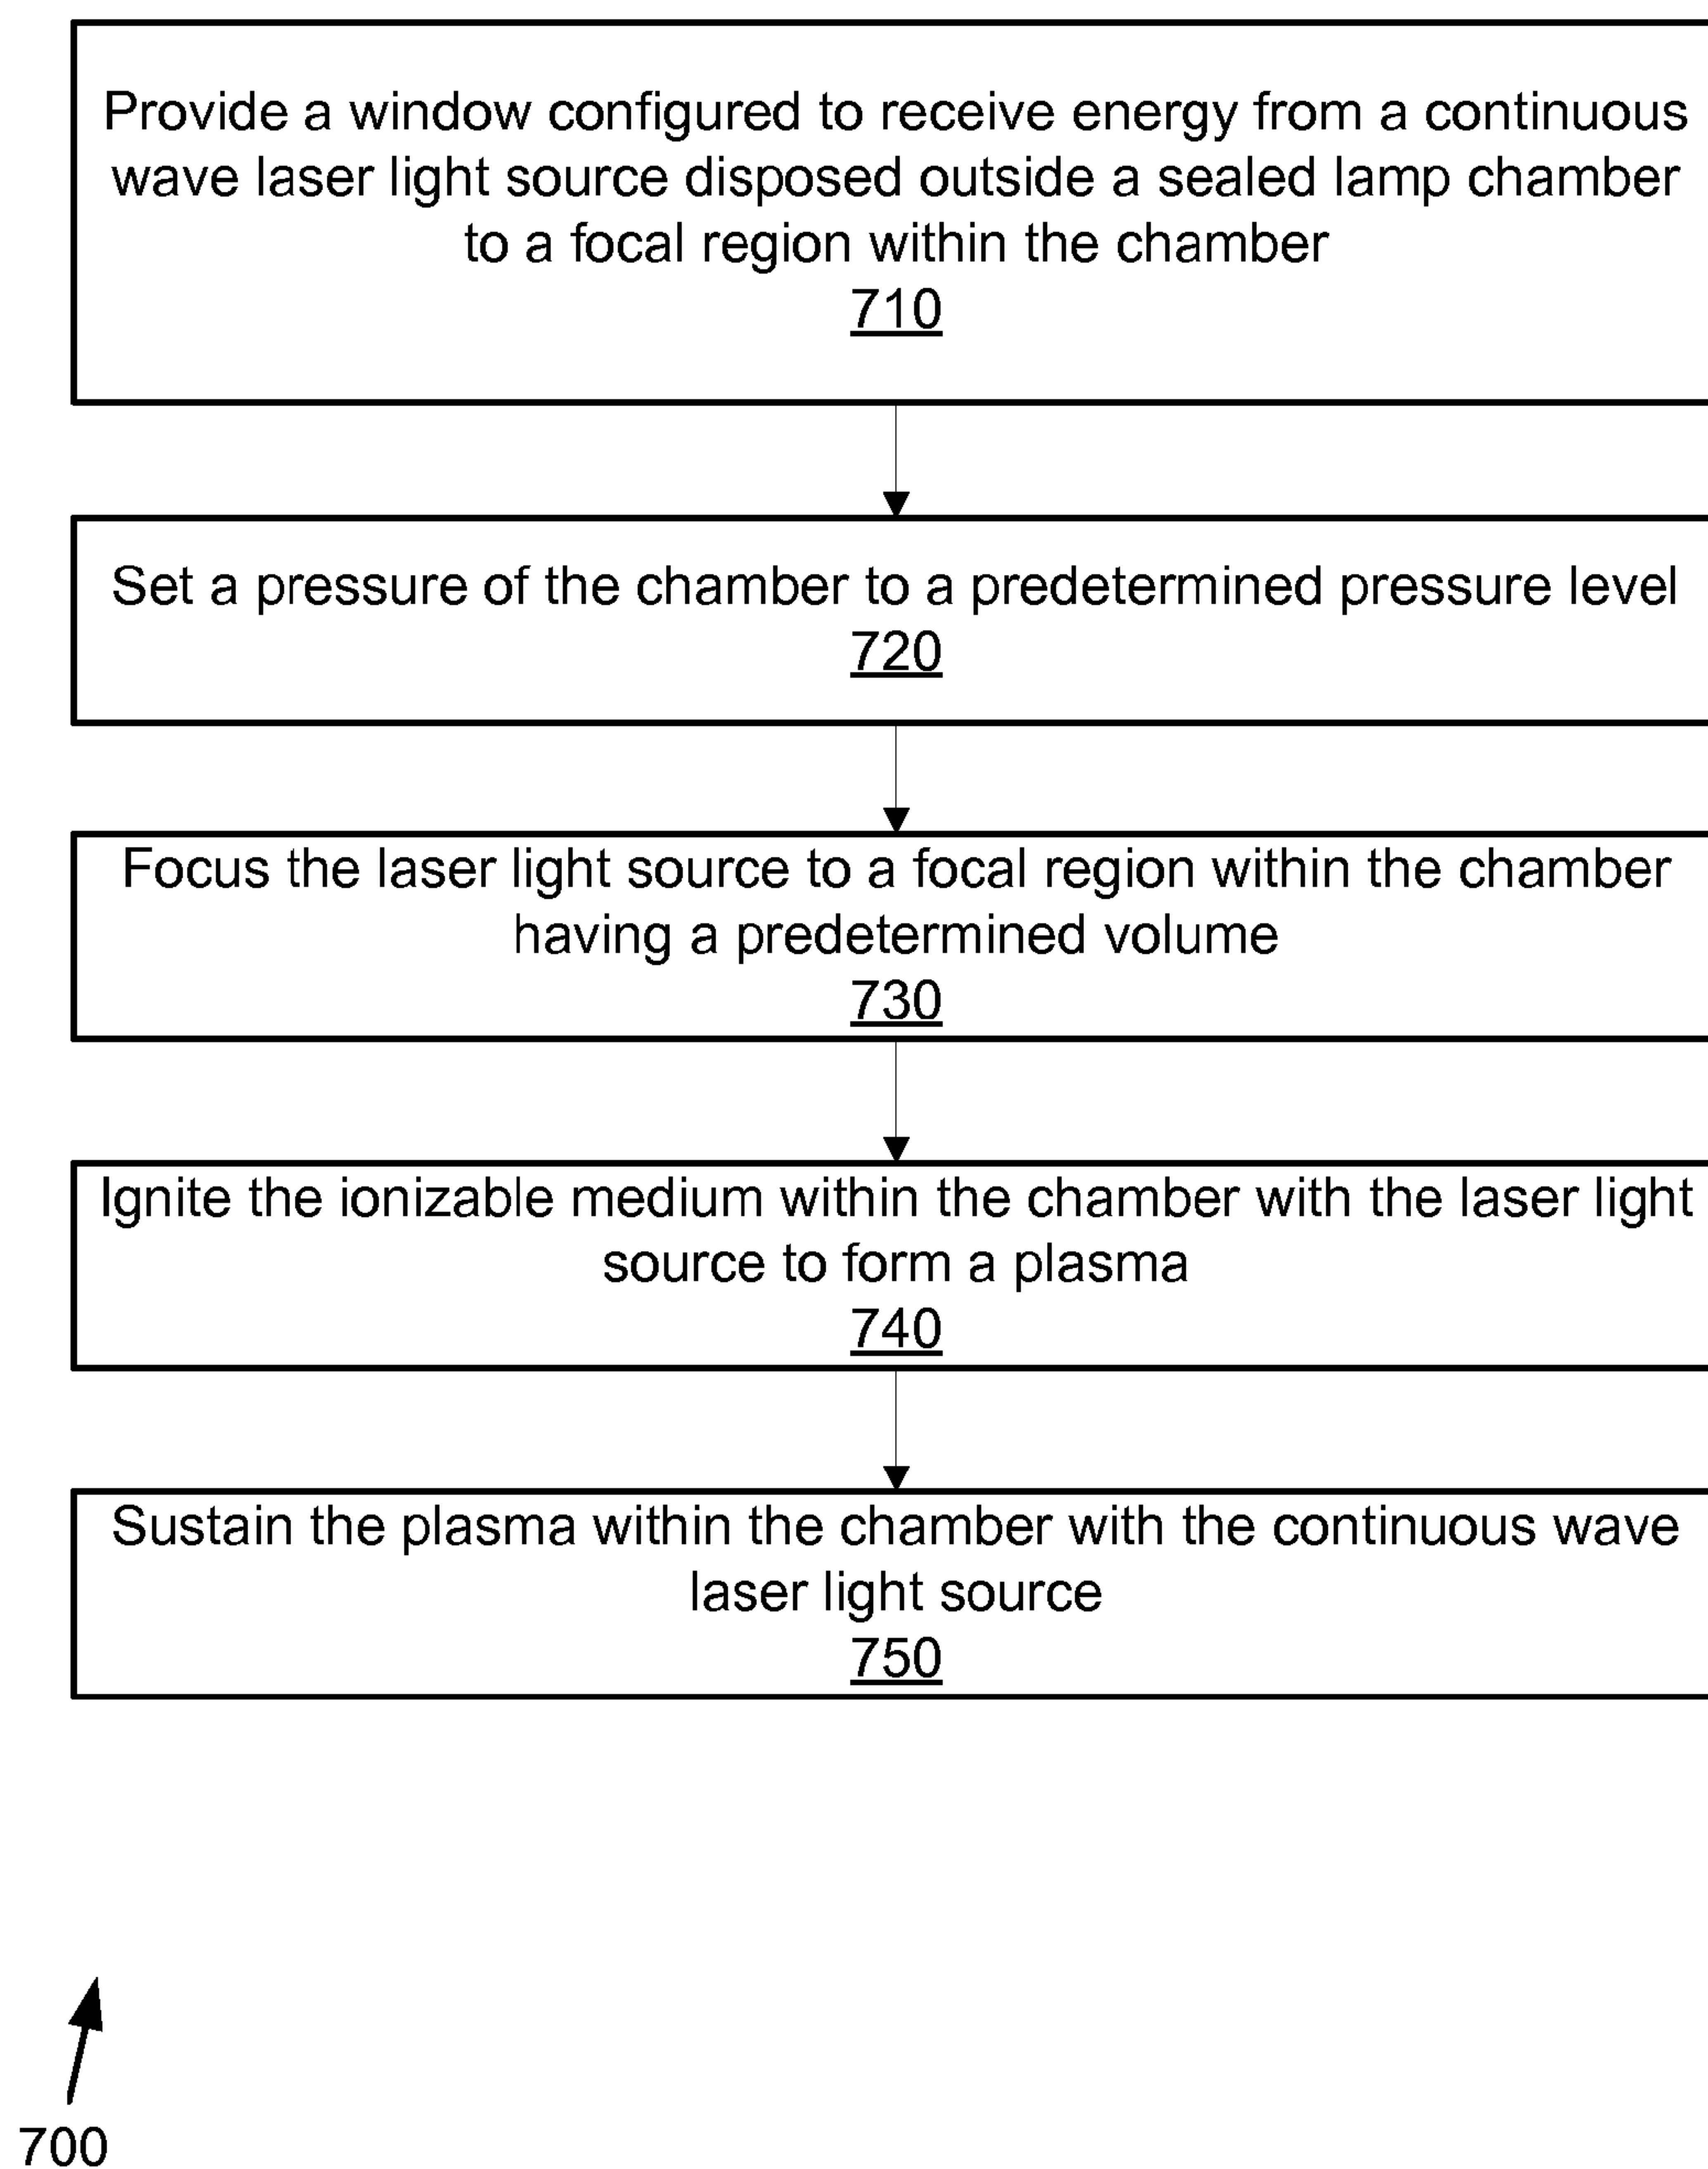 Provide a window configured to receive energy from a continuous
wave laser light source disposed outside a sealed lamp chamber
to a focal region within the chamber
710
Set a pressure of the chamber to a predetermined pressure level
720
Focus the laser light source to a focal region within the chamber
having a predetermined volume
730
Ignite the ionizable medium within the chamber with the laser light
source to form a plasma
740
Sustain the plasma within the chamber with the continuous wave
laser light source
750
700